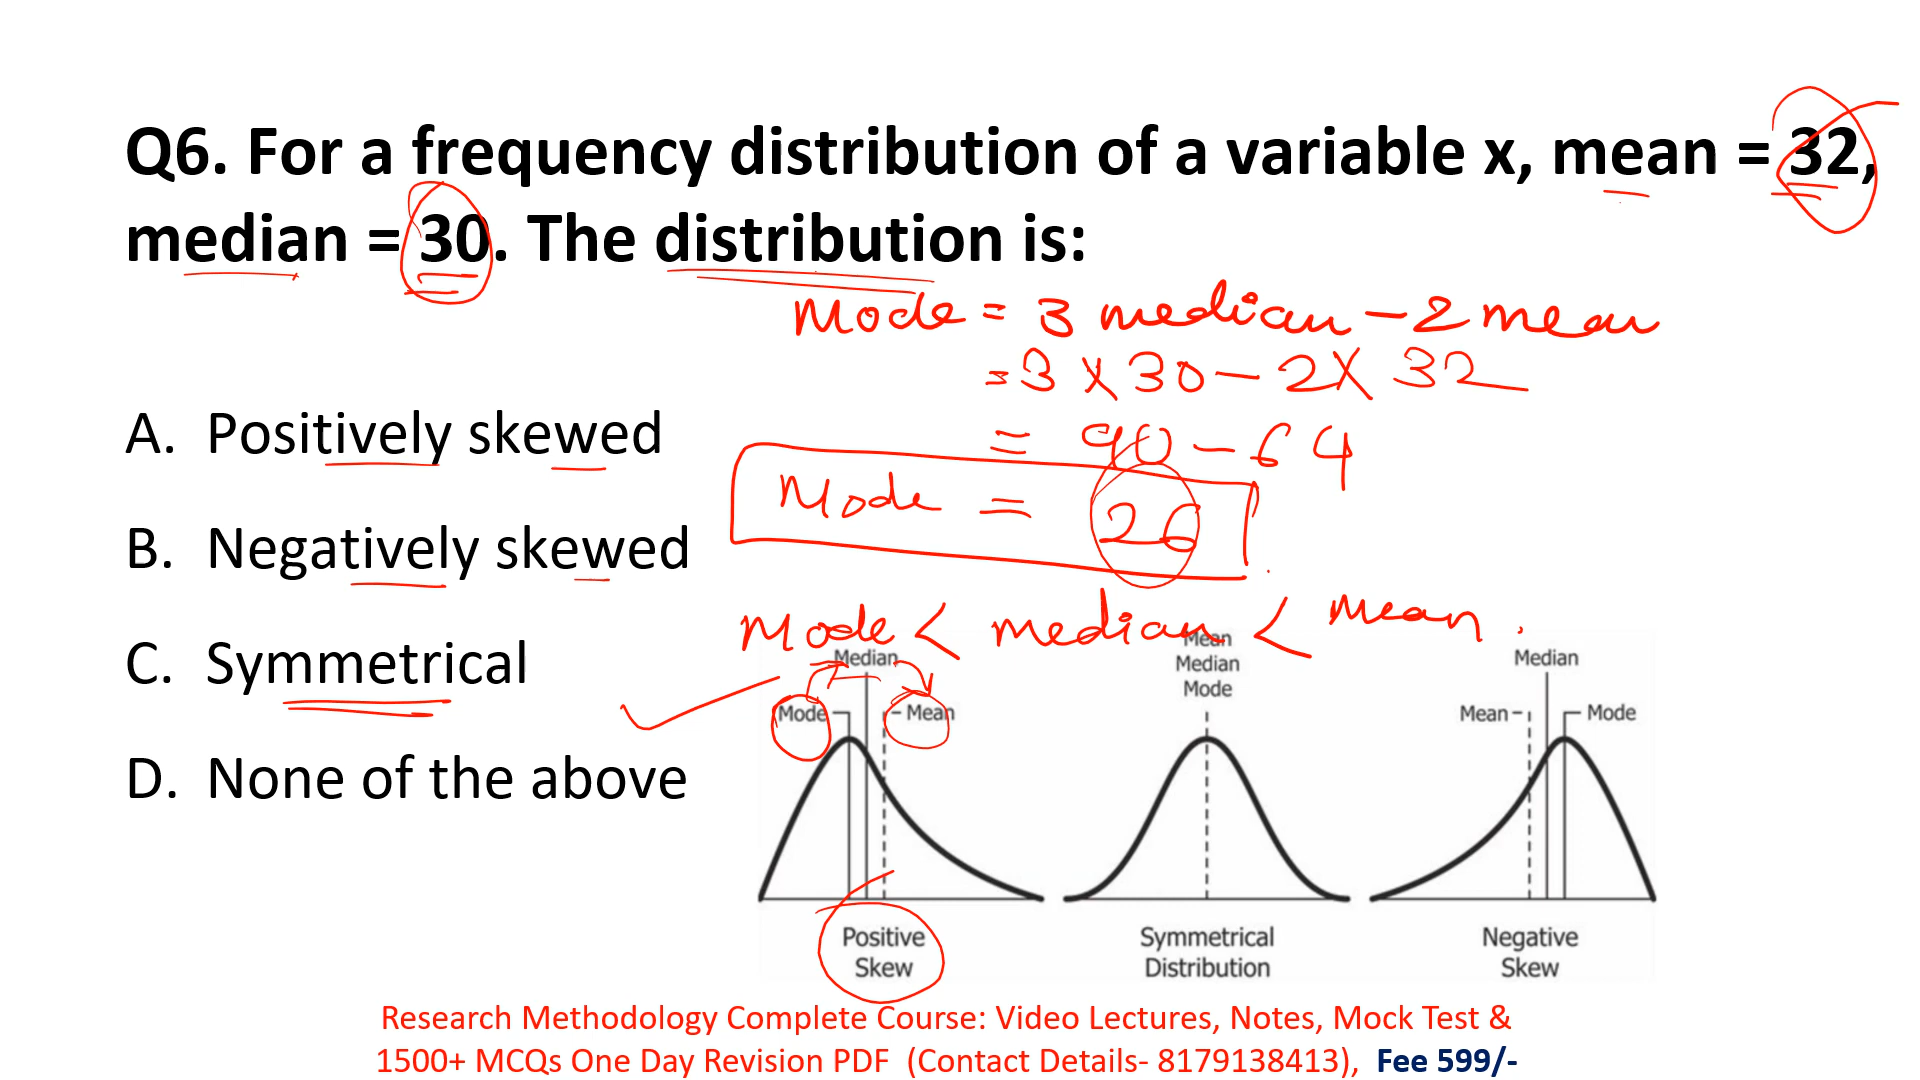 Q6. For a frequency distribution of a variable x, mean = 32,
median = 30. The distribution is:
Mode = 3 median - 2 mean
= 3 x 30 - 2 x 32
= 90 - 64
Mode = 26
A. Positively skewed
B. Negatively skewed
C. Symmetrical
D. None of the above
Mode < median < Mean.
Median
Mode
Mean
Mean
Median
Mode
Median
Mean
Mode
Positive
Skew
Symmetrical
Distribution
Negative
Skew
Research Methodology Complete Course: Video Lectures, Notes, Mock Test &
1500+ MCQs One Day Revision PDF (Contact Details- 8179138413), Fee 599/-